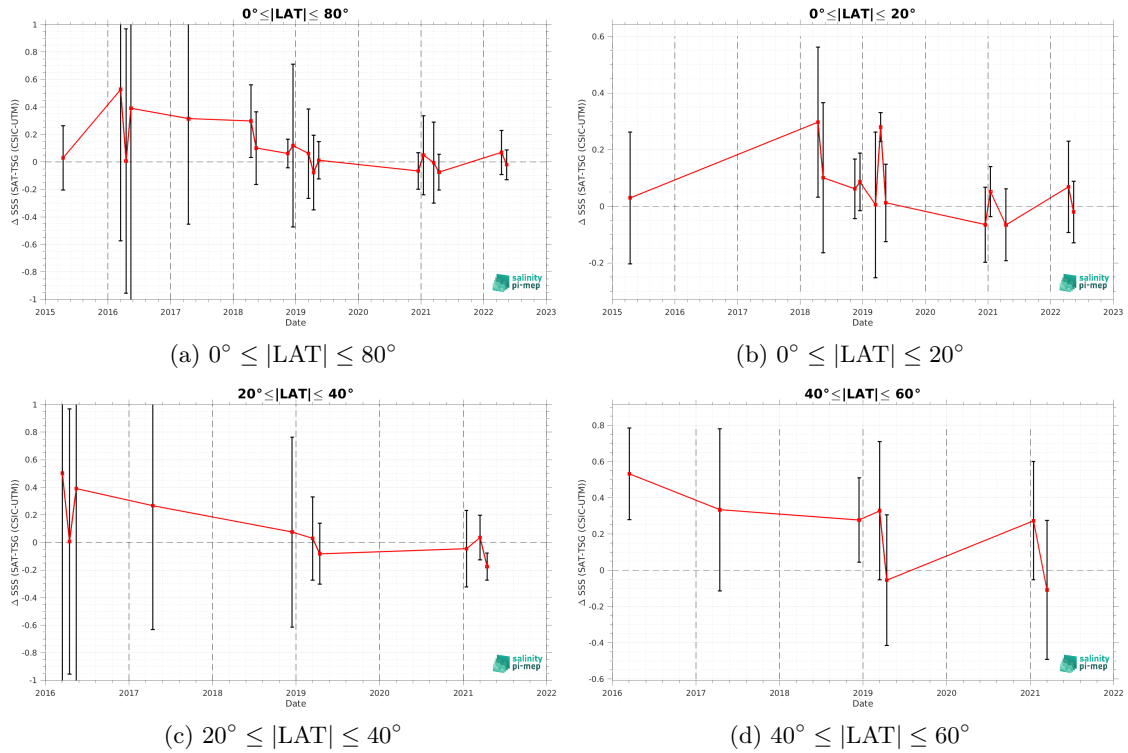 0°≤|LAT|≤ 80°
1
0.8
0.6
0.4
0.2
0
-0.2
-0.4
-0.6
-0.8
-1
Δ SSS (SAT-TSG (CSIC-UTM))
2015 2016 2017 2018 2019 2020 2021 2022 2023
Date
salinity
pi-mep
(a) 0° ≤ |LAT| ≤ 80°
0°≤|LAT|≤ 20°
0.6
0.4
0.2
0
-0.2
Δ SSS (SAT-TSG (CSIC-UTM))
2015 2016 2017 2018 2019 2020 2021 2022 2023
Date
salinity
pi-mep
(b) 0° ≤ |LAT| ≤ 20°
20°≤|LAT|≤ 40°
1
0.8
0.6
0.4
0.2
0
-0.2
-0.4
-0.6
-0.8
-1
Δ SSS (SAT-TSG (CSIC-UTM))
2016 2017 2018 2019 2020 2021 2022
Date
salinity
pi-mep
(c) 20° ≤ |LAT| ≤ 40°
40°≤|LAT|≤ 60°
0.8
0.6
0.4
0.2
0
-0.2
-0.4
-0.6
Δ SSS (SAT-TSG (CSIC-UTM))
2016 2017 2018 2019 2020 2021 2022
Date
salinity
pi-mep
(d) 40° ≤ |LAT| ≤ 60°